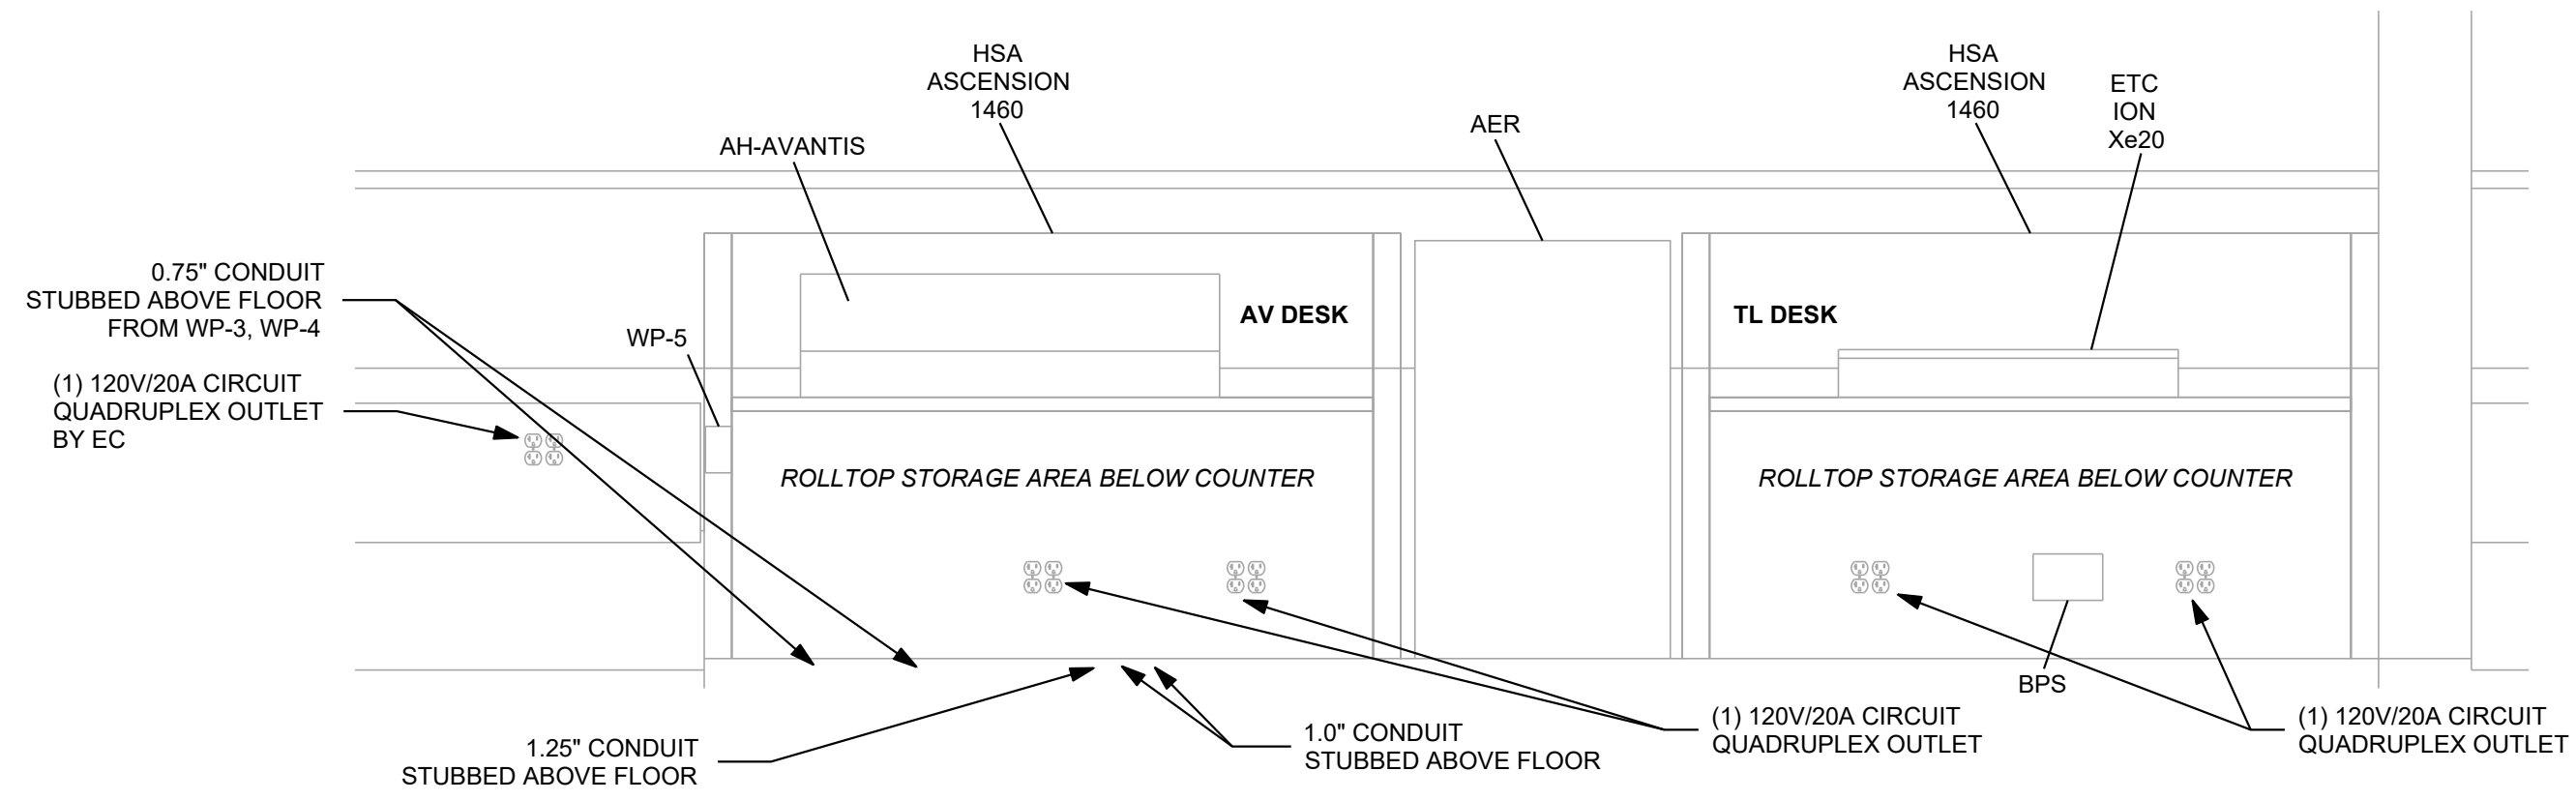 HSA
ASCENSION
1460
HSA
ASCENSION
1460
ETC
ION
Xe20
AER
AH-AVANTIS
0.75" CONDUIT
STUBBED ABOVE FLOOR
FROM WP-3, WP-4
AV DESK
TL DESK
WP-5
(1) 120V/20A CIRCUIT
QUADRUPLEX OUTLET
BY EC
ROLLTOP STORAGE AREA BELOW COUNTER
ROLLTOP STORAGE AREA BELOW COUNTER
BPS
1.25" CONDUIT
STUBBED ABOVE FLOOR
1.0" CONDUIT
STUBBED ABOVE FLOOR
(1) 120V/20A CIRCUIT
QUADRUPLEX OUTLET
(1) 120V/20A CIRCUIT
QUADRUPLEX OUTLET